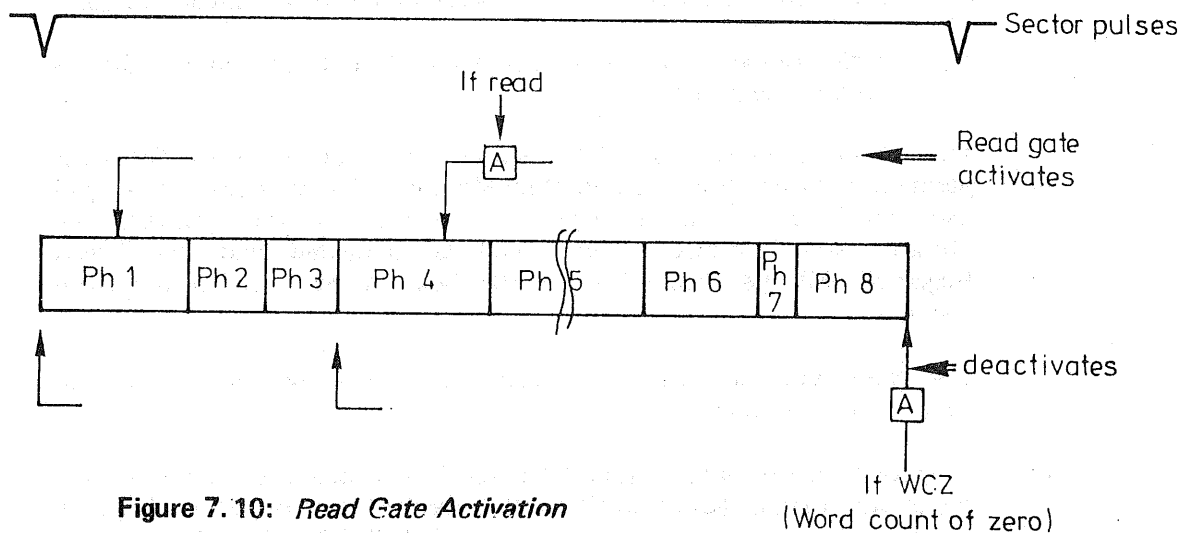 Sector pulses
If read
A
Read gate
activates
Ph 1
Ph 2
Ph 3
Ph 4
Ph 5
Ph 6
Ph
7
Ph 8
deactivates
A
If WCZ
(Word count of zero)
Figure 7.10: Read Gate Activation